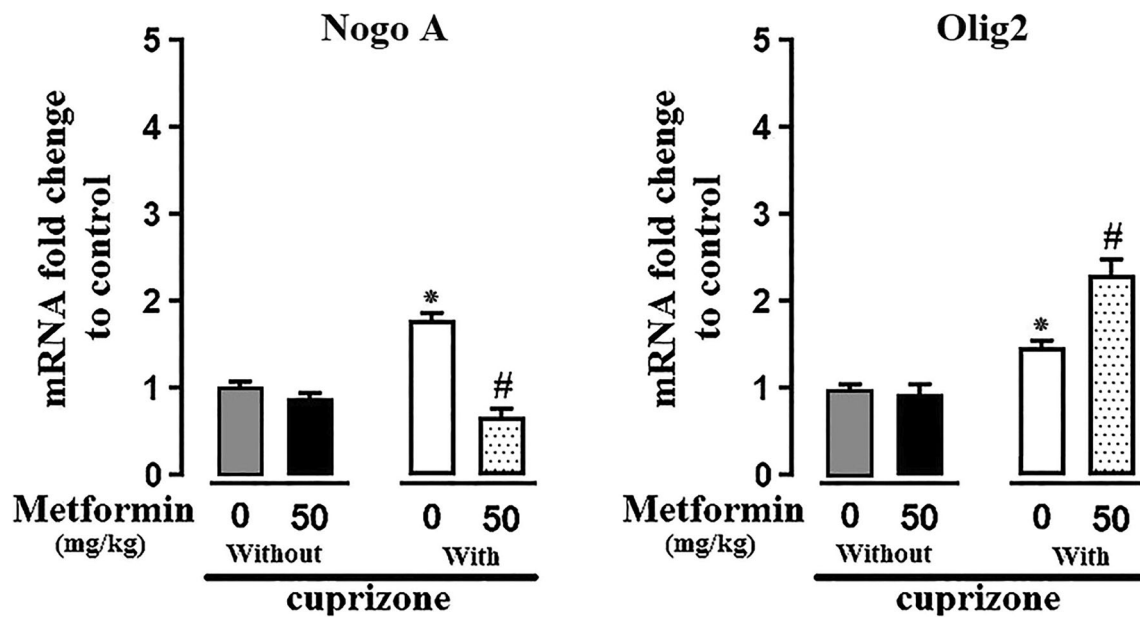 Nogo A
mRNA fold chenge
to control
5
4
3
2
1
0
*
#
Metformin
(mg/kg)
0 50 0 50
Without With
cuprizone
Olig2
mRNA fold chenge
to control
5
4
3
2
1
0
*
#
Metformin
(mg/kg)
0 50 0 50
Without With
cuprizone